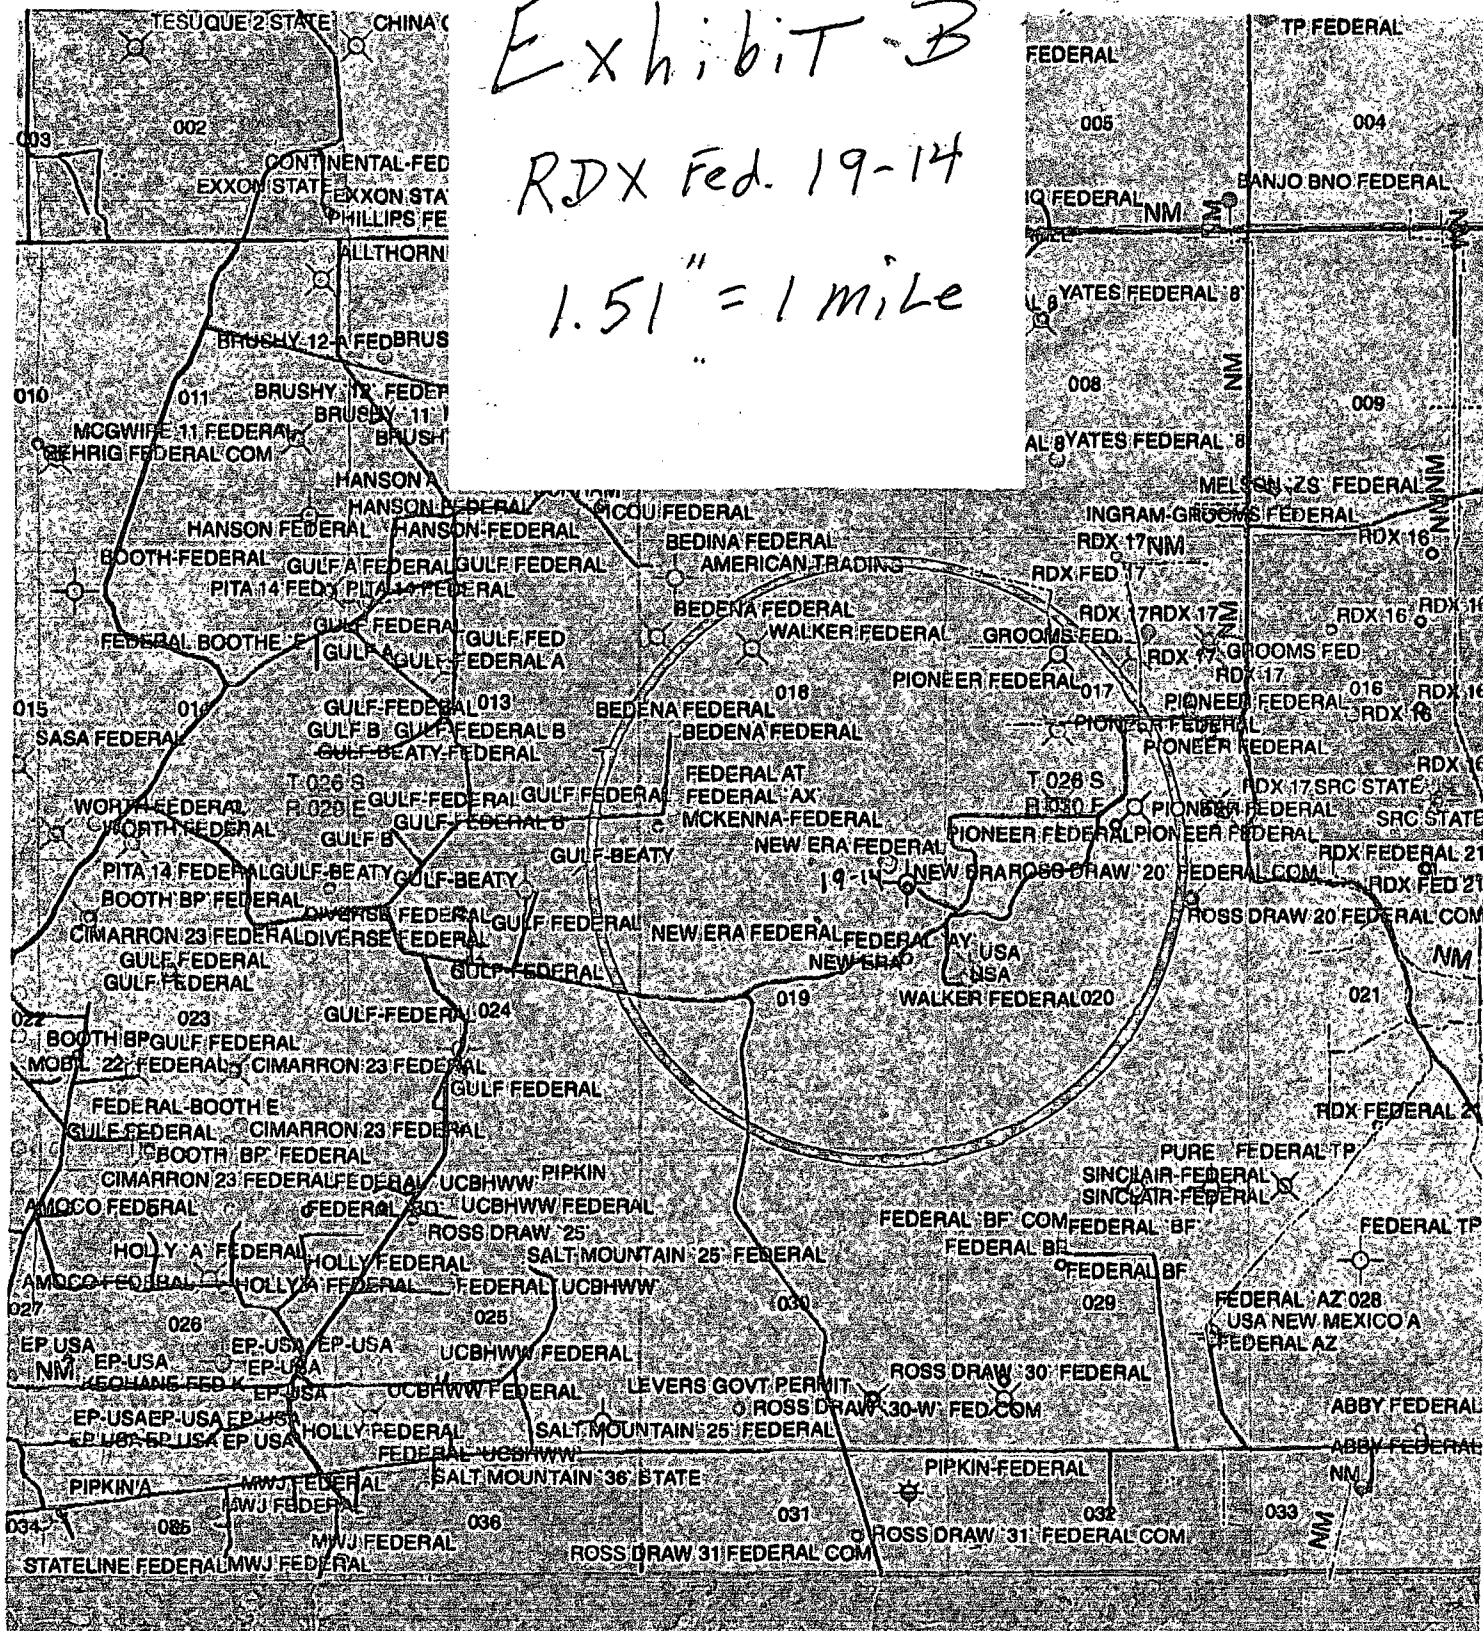 TESUQUE 2 STATE
CHINA
Exhibit B
TP FEDERAL
FEDERAL
003
002
005
004
RDX Fed. 19-14
CONTINENTAL-FED
EXXON STATE
EXXON STA
PHILLIPS FE
BANJO BNO FEDERAL
FEDERAL NM
ALLTHORN
1.51" = 1 mile
YATES FEDERAL '8'
BRUSHY 12-A FED BRUS
NM
010
011
BRUSHY '12' FEDER
BRUSHY 11
008
009
MCGWIRE 11 FEDERAL
BRUSH
GEHRIG FEDERAL COM
AL 8 YATES FEDERAL '8'
HANSON A
MELSON 'ZS' FEDERAL
HANSON-FEDERAL
ICOU FEDERAL
INGRAM-GROOMS FEDERAL
HANSON FEDERAL
HANSON-FEDERAL
BEDINA FEDERAL
RDX 17 NM
RDX 16
BOOTH-FEDERAL
GULF A FEDERAL
GULF FEDERAL
AMERICAN TRADING
RDX FED 17
PITA 14 FED
PITA 14 FEDERAL
BEDENA FEDERAL
RDX 17 RDX 17
NM
RDX 16
FEDERAL BOOTHE 'E'
GULF FEDERA
GULF FED
WALKER FEDERAL
GROOMS FED
GROOMS FED
GULF A
GULF-FEDERAL A
RDX 17
RDX 17
PIONEER FEDERAL
017
PIONEER FEDERAL
016
015
GULF-FEDERAL
013
BEDENA FEDERAL
018
RDX 16
SASA FEDERAL
GULF B
GULF FEDERAL B
BEDENA FEDERAL
PIONEER FEDERAL
GULF-BEATY-FEDERAL
PIONEER FEDERAL
T 026 S
R 029 E
FEDERAL AT
T 026 S
R 030 E
RDX 17 SRC STATE
WORTH FEDERAL
GULF-FEDERAL
GULF FEDERAL
FEDERAL 'AX'
PIONEER FEDERAL
SRC STATE
WORTH FEDERAL
GULF-FEDERAL B
MCKENNA-FEDERAL
GULF B
PIONEER FEDERAL
PIONEER FEDERAL
GULF-BEATY
NEW ERA FEDERAL
RDX FEDERAL 21
PITA 14 FEDERAL
GULF-BEATY
GULF-BEATY
19-14
NEW ERA
ROSS DRAW '20' FEDERAL COM
RDX FED 21
BOOTH BP FEDERAL
DIVERSE FEDERAL
GULF FEDERAL
ROSS DRAW 20 FEDERAL COM
CIMARRON 23 FEDERAL
DIVERSE FEDERAL
NEW ERA FEDERAL
FEDERAL 'AY'
GULF FEDERAL
GULF-FEDERAL
NEW ERA
USA
NM
GULF FEDERAL
USA
019
WALKER FEDERAL
020
021
022
023
GULF-FEDERAL
024
BOOTH BP
GULF FEDERAL
MOBIL 22 FEDERAL
CIMARRON 23 FEDERAL
GULF FEDERAL
FEDERAL-BOOTH E
RDX FEDERAL 21
GULF-FEDERAL
CIMARRON 23 FEDERAL
BOOTH 'BP' FEDERAL
PURE FEDERAL TP
CIMARRON 23 FEDERAL
FEDERAL
UCBHWW
PIPKIN
SINCLAIR-FEDERAL
AMOCO FEDERAL
UCBHWW FEDERAL
SINCLAIR-FEDERAL
ROSS DRAW '25'
FEDERAL 'BF' COM
FEDERAL 'BF'
FEDERAL TP
HOLLY 'A' FEDERAL
HOLLY FEDERAL
SALT MOUNTAIN '25' FEDERAL
FEDERAL BF
AMOCO FEDERAL
HOLLY A FEDERAL
FEDERAL UCBHWW
FEDERAL BF
027
026
025
030
029
FEDERAL 'AZ'
028
USA NEW MEXICO A
EP USA
EP-USA
EP-USA
EP-USA
UCBHWW FEDERAL
FEDERAL AZ
NM
EP-USA
ROSS DRAW '30' FEDERAL
KEOHANE FED K
EP-USA
UCBHWW FEDERAL
LEVERS GOVT PERMIT
ROSS DRAW '30-W' FED COM
ABBY FEDERAL
EP-USA
EP-USA
EP-USA
HOLLY FEDERAL
SALT MOUNTAIN '25' FEDERAL
EP USA
EP USA
EP USA
FEDERAL 'UCBHWW'
ABBY FEDERAL
PIPKIN 'A'
MWJ FEDERAL
SALT MOUNTAIN '36' STATE
PIPKIN-FEDERAL
NM
MWJ FEDERAL
034
035
036
031
032
033
MWJ FEDERAL
ROSS DRAW '31' FEDERAL COM
NM
STATELINE FEDERAL
MWJ FEDERAL
ROSS DRAW 31 FEDERAL COM